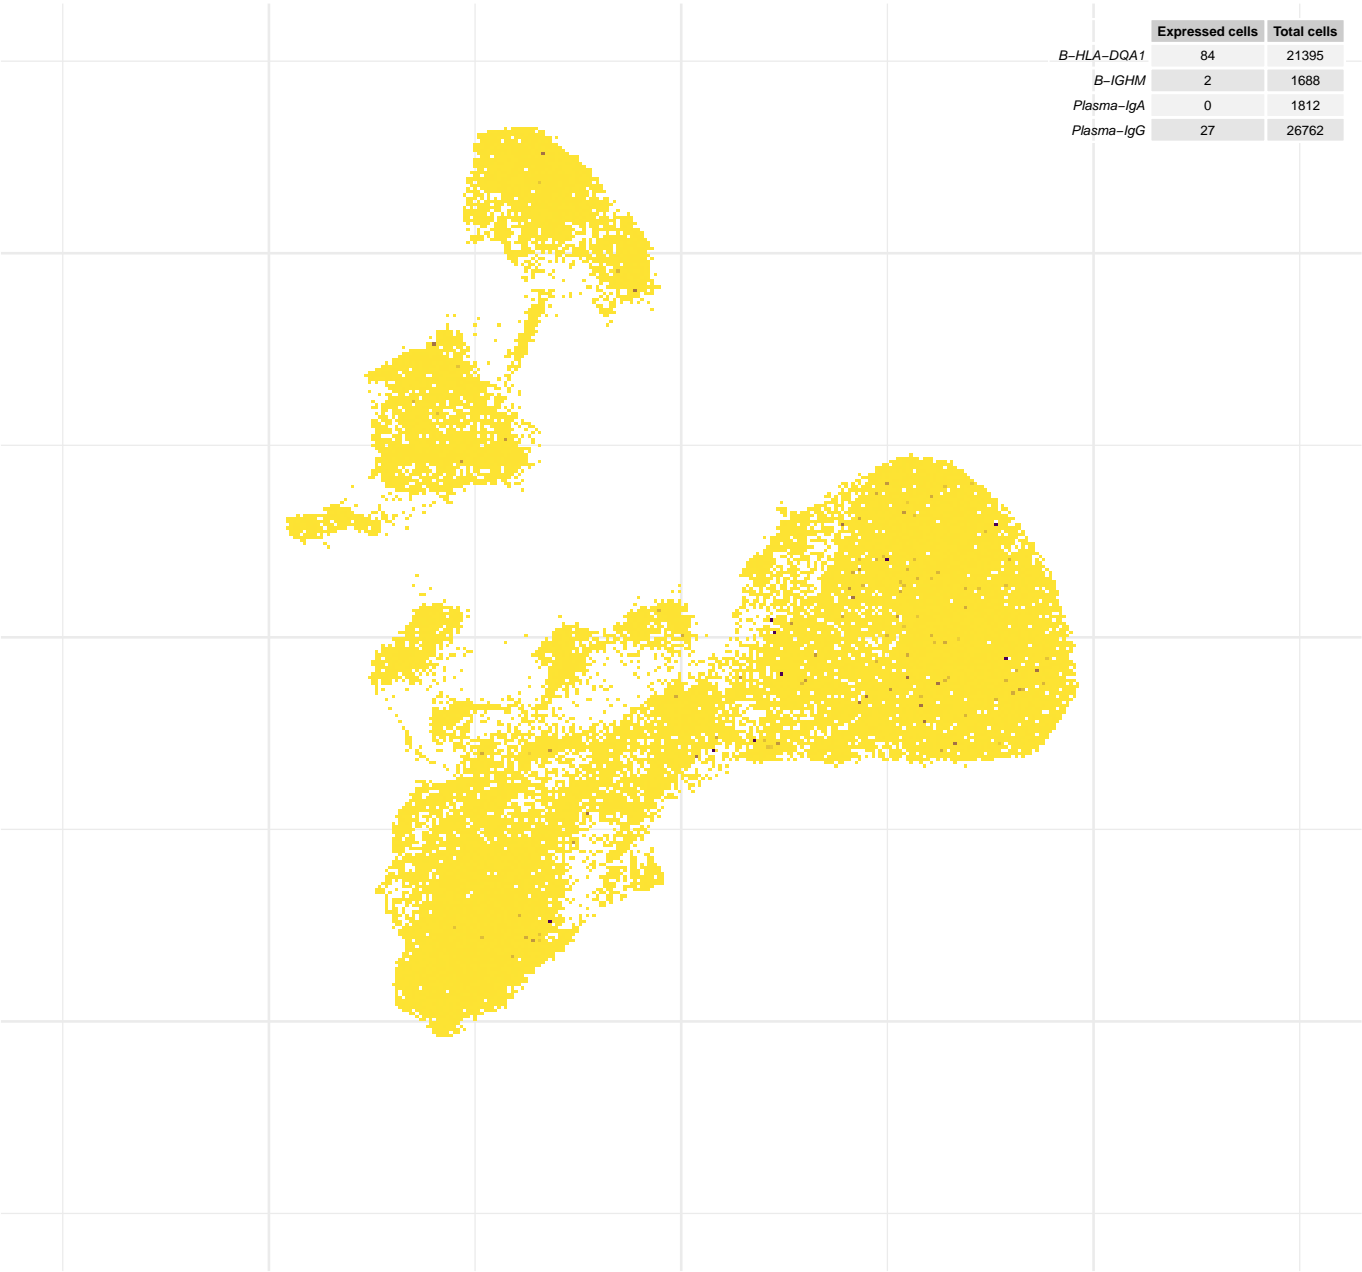 Expressed cells Total cells
B-HLA-DQA1 84 21395
B-IGHM 2 1688
Plasma-IgA 0 1812
Plasma-IgG 27 26762